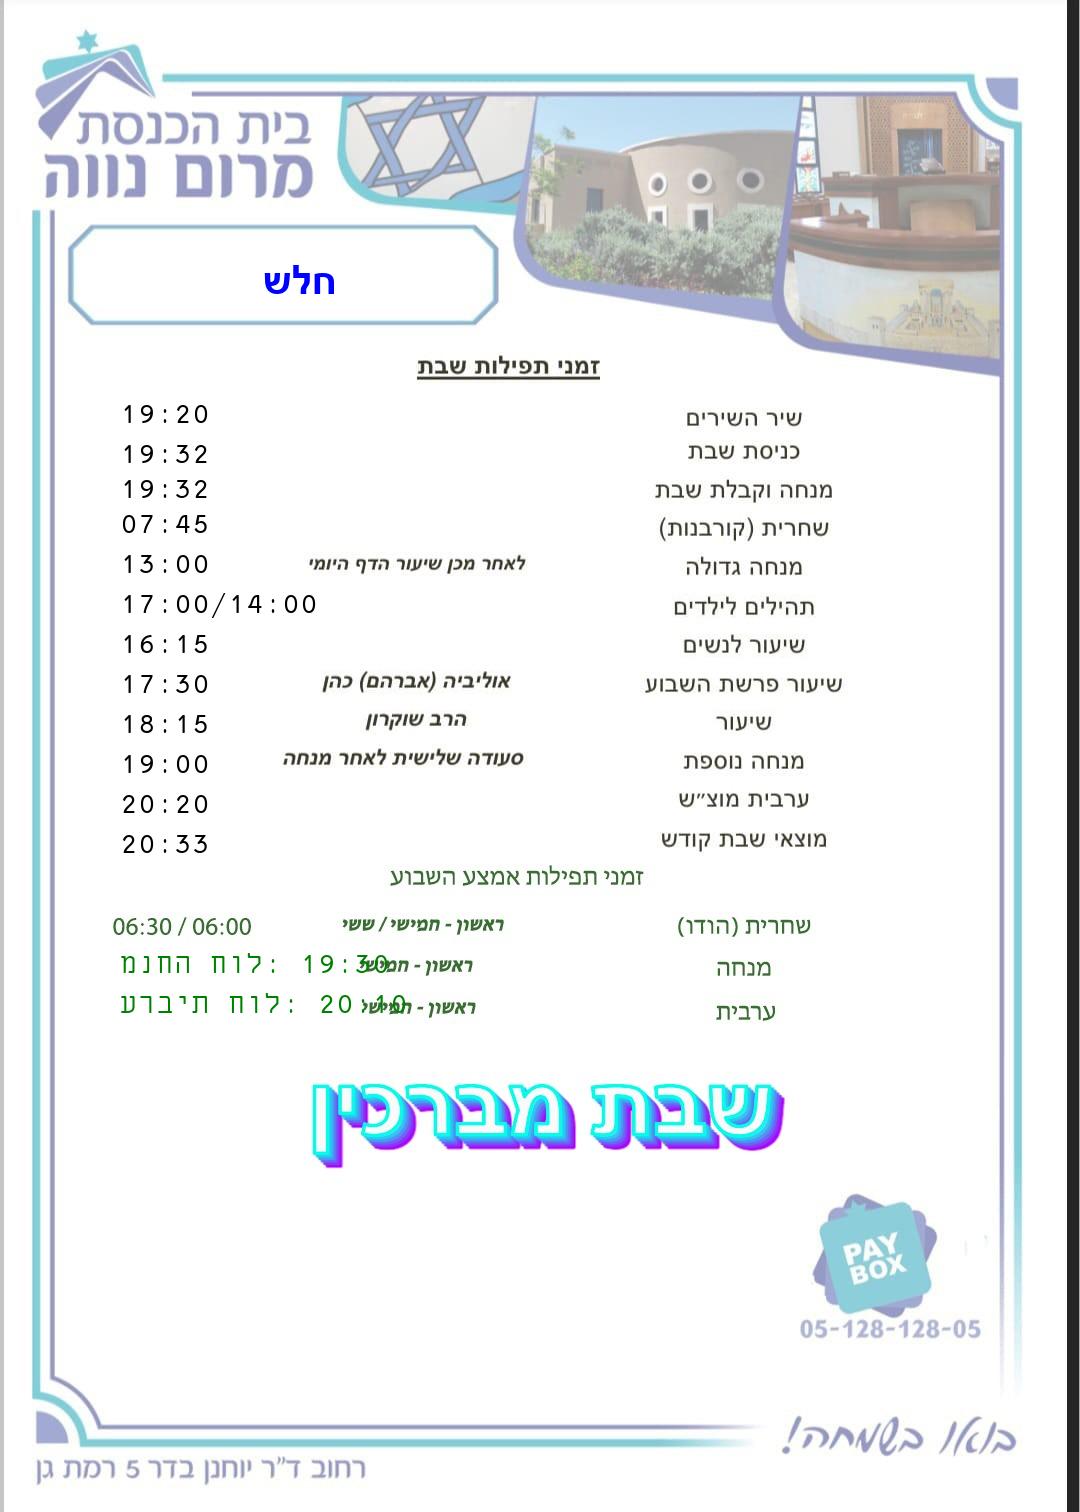 בית הכנסת
מרום נווה
חלש
זמני תפילות שבת
שיר השירים 19:20
כניסת שבת 19:32
מנחה וקבלת שבת 19:32
שחרית (קורבנות) 07:45
מנחה גדולה לאחר מכן שיעור הדף היומי 13:00
תהילים לילדים 17:00/14:00
שיעור לנשים 16:15
שיעור פרשת השבוע אוליביה (אברהם) כהן 17:30
שיעור הרב שוקרון 18:15
מנחה נוספת סעודה שלישית לאחר מנחה 19:00
ערבית מוצ״ש 20:20
מוצאי שבת קודש 20:33
זמני תפילות אמצע השבוע
שחרית (הודו) ראשון - חמישי / ששי 06:30 / 06:00
מנחה ראשון - חמישי 19:30 :לוח החנמ
ערבית ראשון - חמישי 20:10 :לוח תיברע
שבת מברכין
PAY
BOX
05-128-128-05
בואו בשמחה!
רחוב ד״ר יוחנן בדר 5 רמת גן